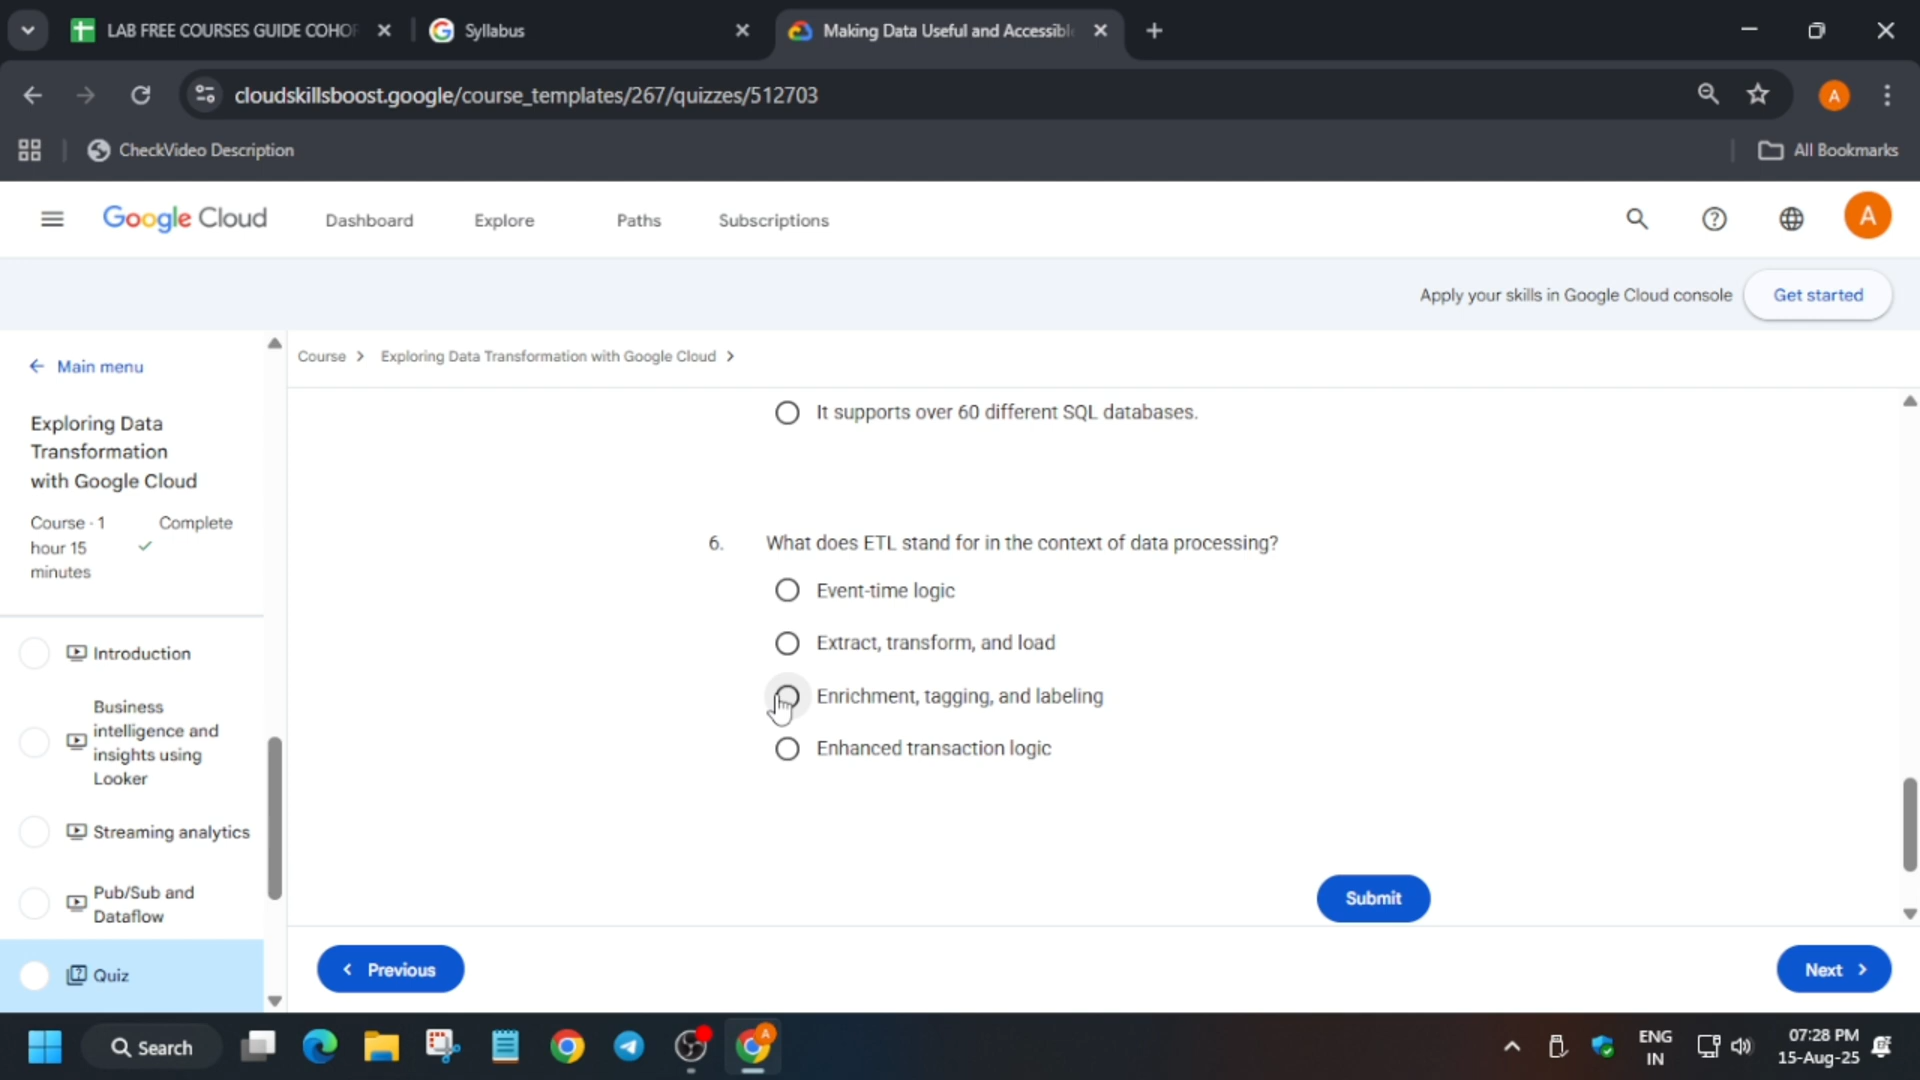 LAB FREE COURSES GUIDE COHOR
Syllabus
Making Data Useful and Accessibl
cloudskillsboost.google/course_templates/267/quizzes/512703
A
CheckVideo Description
All Bookmarks
Google Cloud
Dashboard
Explore
Paths
Subscriptions
A
Apply your skills in Google Cloud console
Get started
Main menu
Course > Exploring Data Transformation with Google Cloud >
Exploring Data
Transformation
with Google Cloud
Course · 1
hour 15
minutes
Complete
Introduction
Business
intelligence and
insights using
Looker
Streaming analytics
Pub/Sub and
Dataflow
Quiz
It supports over 60 different SQL databases.
6. What does ETL stand for in the context of data processing?
Event-time logic
Extract, transform, and load
Enrichment, tagging, and labeling
Enhanced transaction logic
Submit
Previous
Next
Search
A
ENG
IN
07:28 PM
15-Aug-25